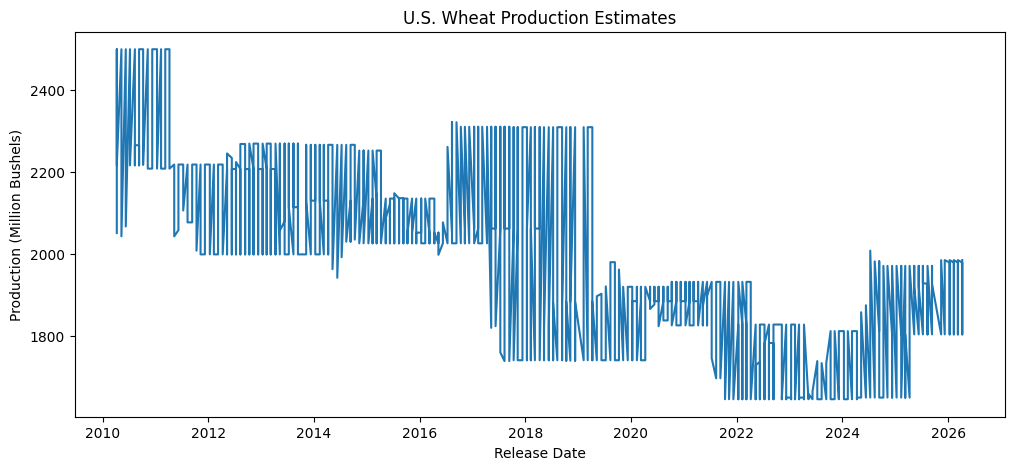 U.S. Wheat Production Estimates
Production (Million Bushels)
2400
2200
2000
1800
2010 2012 2014 2016 2018 2020 2022 2024 2026
Release Date